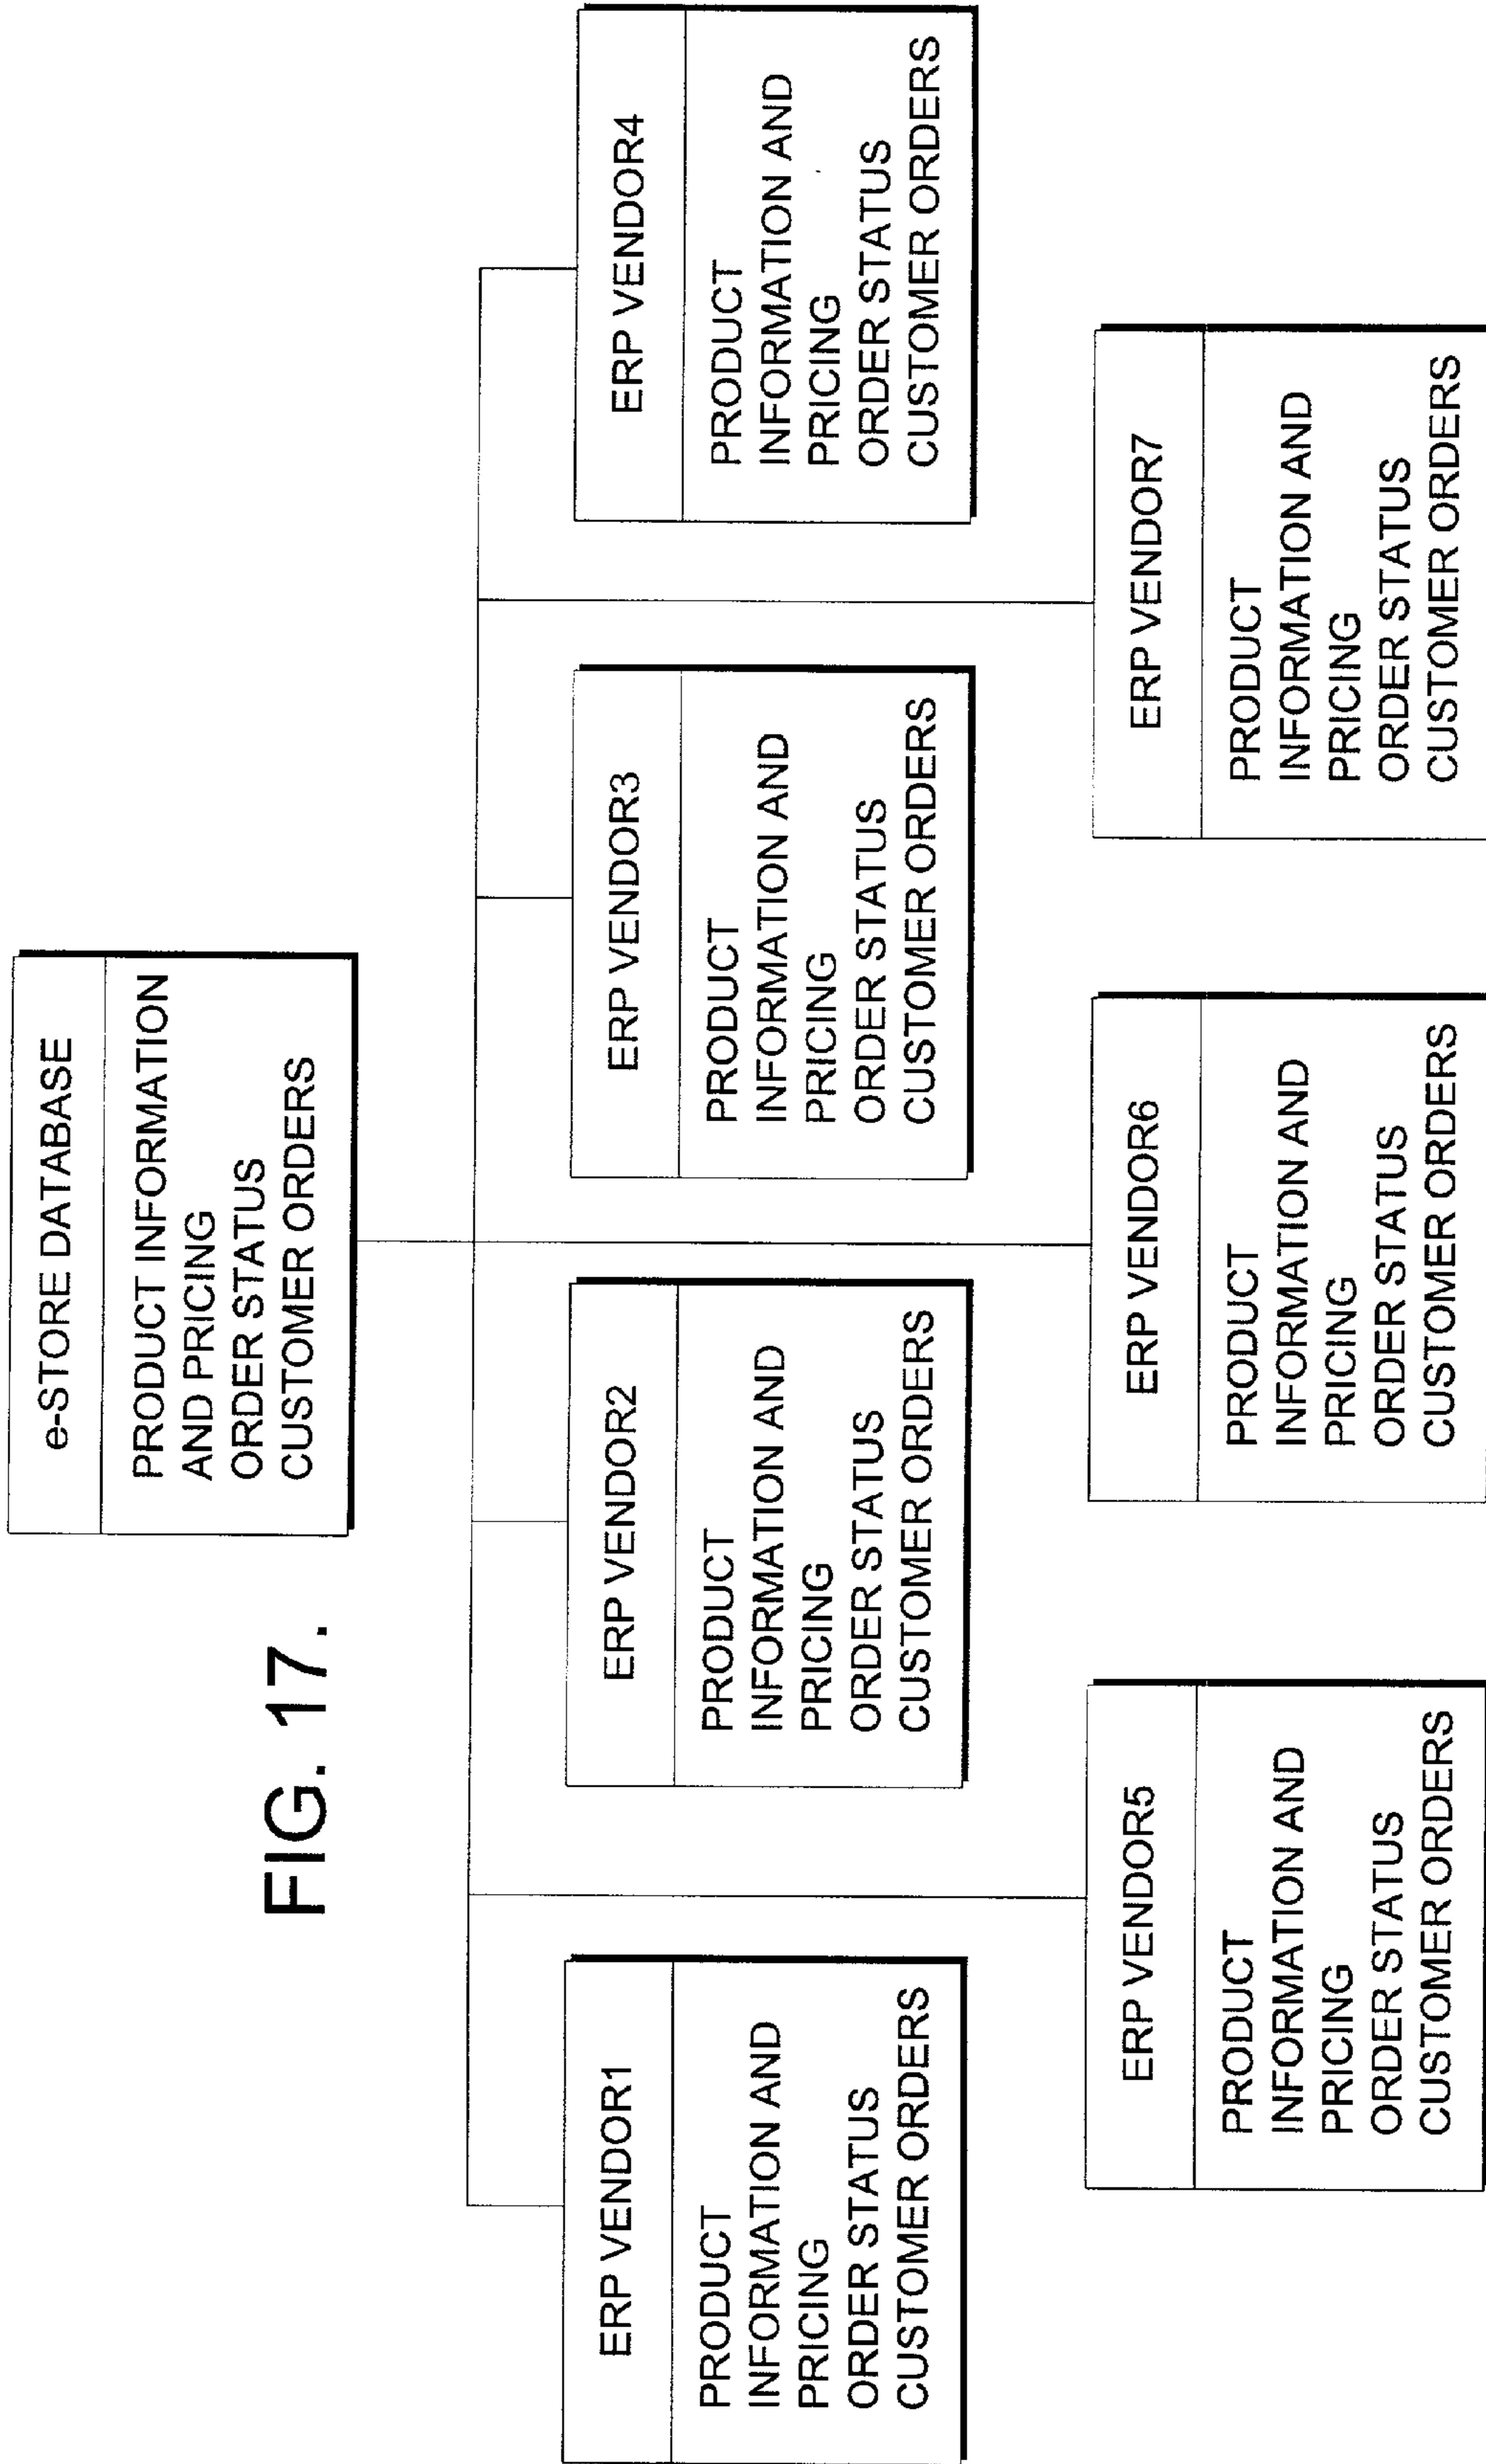 FIG. 17.
e-STORE DATABASE
PRODUCT INFORMATION
AND PRICING
ORDER STATUS
CUSTOMER ORDERS
ERP VENDOR1
PRODUCT
INFORMATION AND
PRICING
ORDER STATUS
CUSTOMER ORDERS
ERP VENDOR2
PRODUCT
INFORMATION AND
PRICING
ORDER STATUS
CUSTOMER ORDERS
ERP VENDOR3
PRODUCT
INFORMATION AND
PRICING
ORDER STATUS
CUSTOMER ORDERS
ERP VENDOR4
PRODUCT
INFORMATION AND
PRICING
ORDER STATUS
CUSTOMER ORDERS
ERP VENDOR5
PRODUCT
INFORMATION AND
PRICING
ORDER STATUS
CUSTOMER ORDERS
ERP VENDOR6
PRODUCT
INFORMATION AND
PRICING
ORDER STATUS
CUSTOMER ORDERS
ERP VENDOR7
PRODUCT
INFORMATION AND
PRICING
ORDER STATUS
CUSTOMER ORDERS